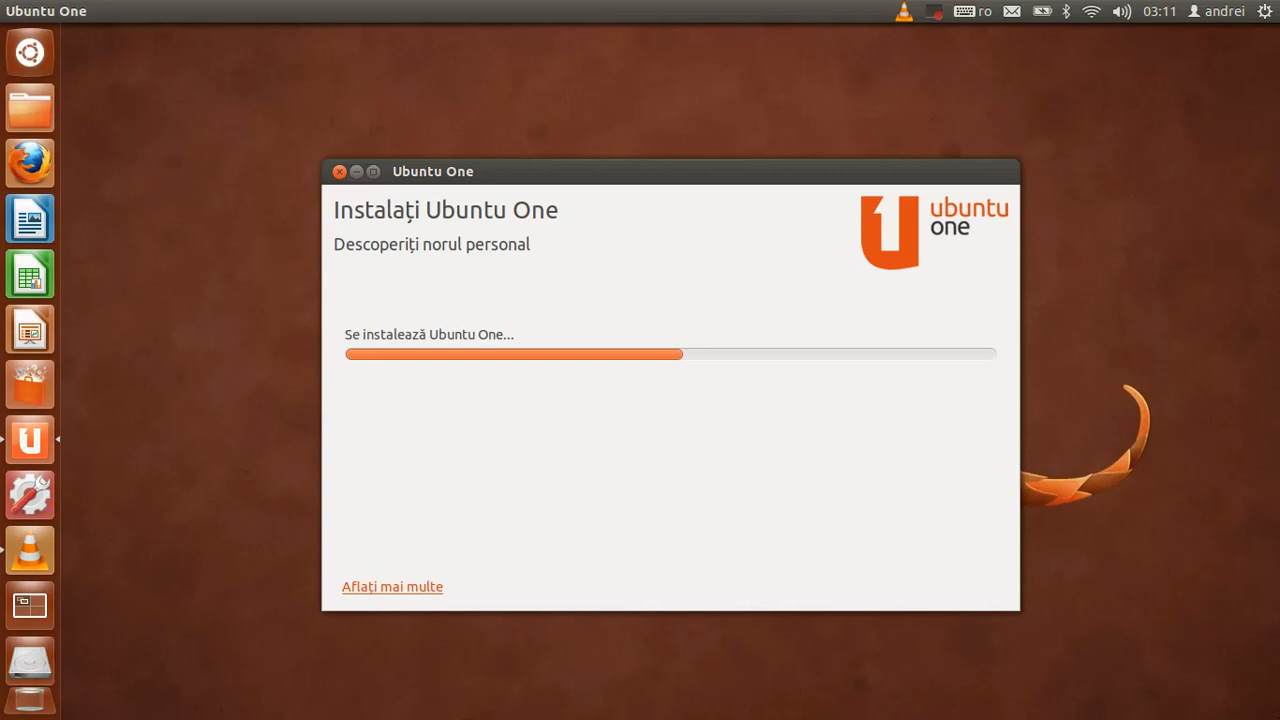 Ubuntu One
ro
03:11
andrei
Ubuntu One
Instalați Ubuntu One
Descoperiți norul personal
ubuntu
one
Se instalează Ubuntu One...
Aflați mai multe